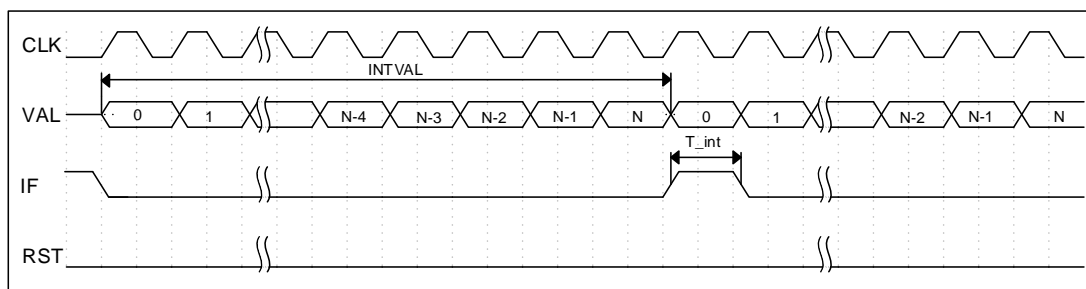 CLK
INTVAL
VAL 0 1 N-4 N-3 N-2 N-1 N 0 1 N-2 N-1 N
T_int
IF
RST